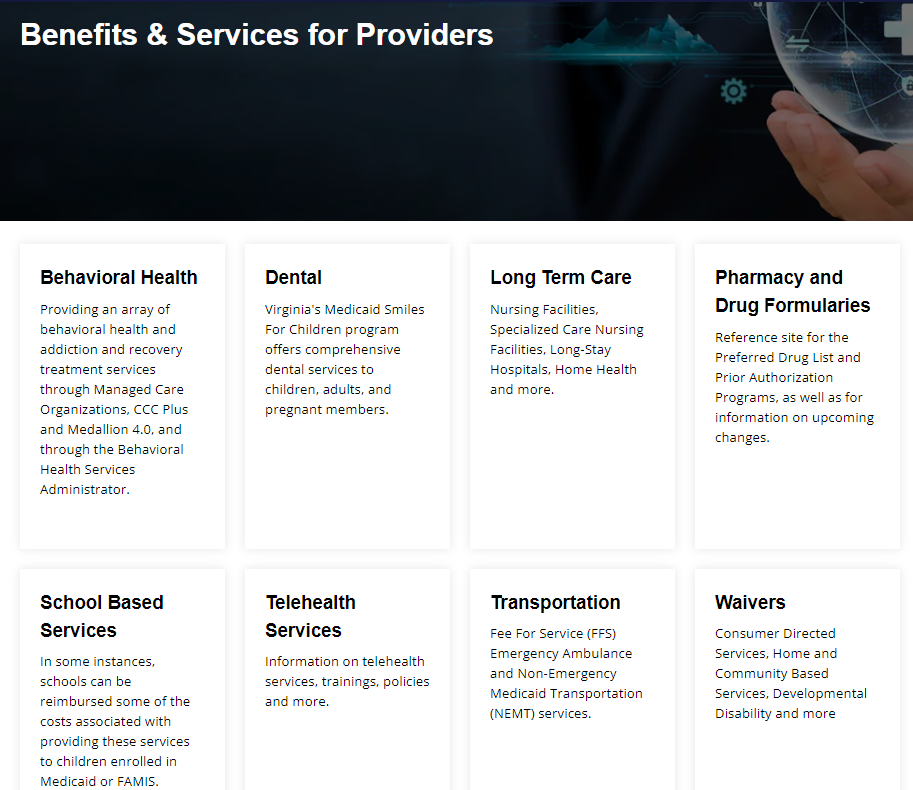 Benefits & Services for Providers
Behavioral Health
Providing an array of
behavioral health and
addiction and recovery
treatment services
through Managed Care
Organizations, CCC Plus
and Medallion 4.0, and
through the Behavioral
Health Services
Administrator.
Dental
Virginia's Medicaid Smiles
For Children program
offers comprehensive
dental services to
children, adults, and
pregnant members.
Long Term Care
Nursing Facilities,
Specialized Care Nursing
Facilities, Long-Stay
Hospitals, Home Health
and more.
Pharmacy and
Drug Formularies
Reference site for the
Preferred Drug List and
Prior Authorization
Programs, as well as for
information on upcoming
changes.
School Based
Services
In some instances,
schools can be
reimbursed some of the
costs associated with
providing these services
to children enrolled in
Medicaid or FAMIS.
Telehealth
Services
Information on telehealth
services, trainings, policies
and more.
Transportation
Fee For Service (FFS)
Emergency Ambulance
and Non-Emergency
Medicaid Transportation
(NEMT) services.
Waivers
Consumer Directed
Services, Home and
Community Based
Services, Developmental
Disability and more